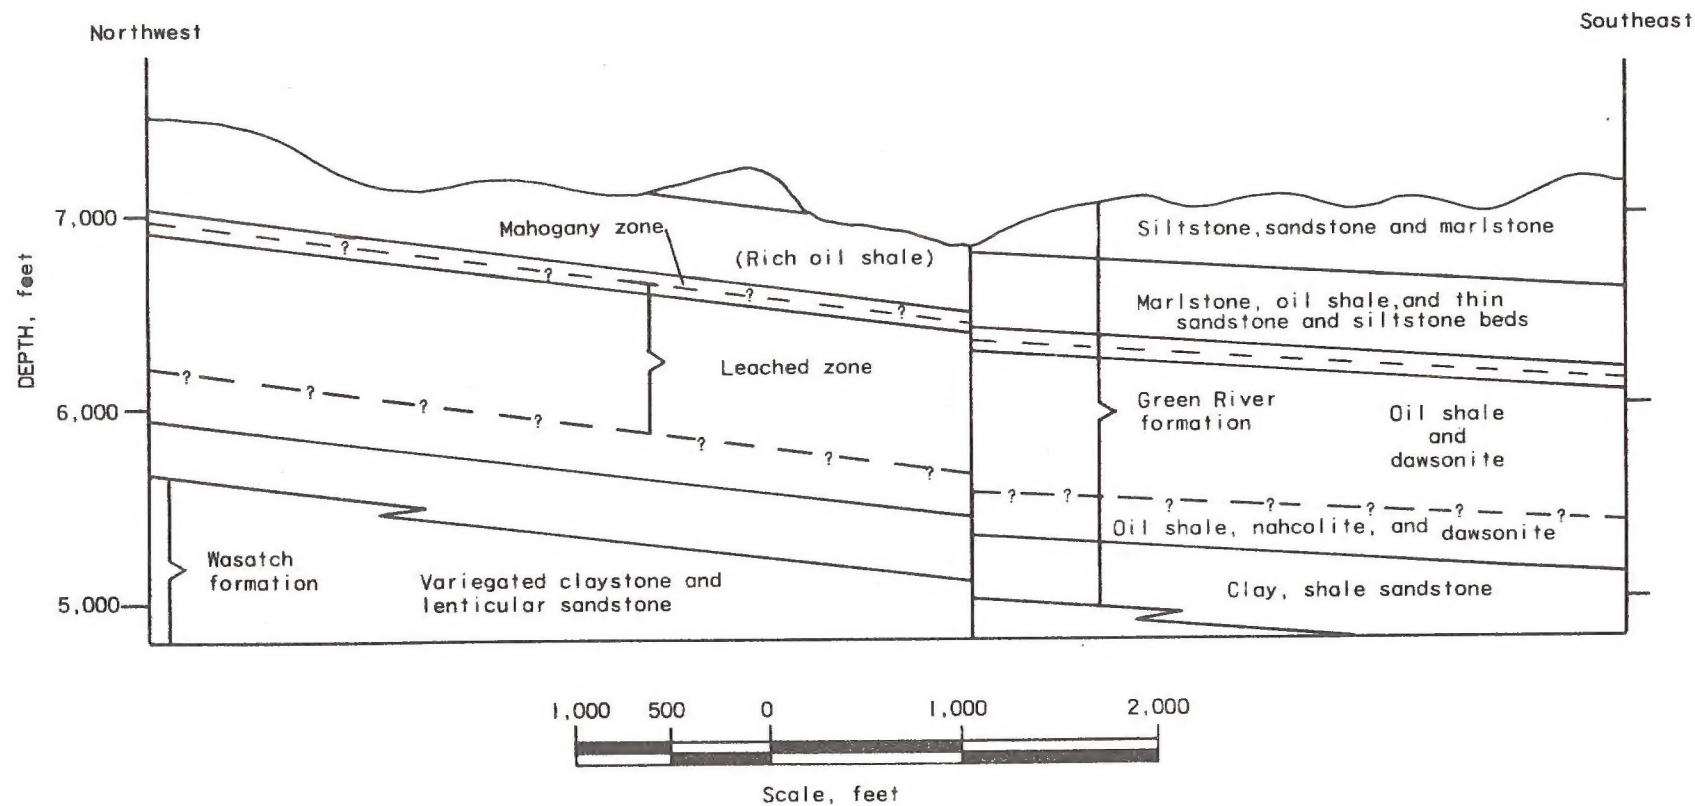 Northwest
Southeast
DEPTH, feet
7,000
6,000
5,000
Mahogany zone
(Rich oil shale)
Siltstone, sandstone and marlstone
Marlstone, oil shale, and thin
sandstone and siltstone beds
? ? ? ?
Leached zone
Green River
formation
Oil shale
and
dawsonite
? ? ? ? ? ? ?
? ? ? ? ? ? ?
Oil shale, nahcolite, and dawsonite
Wasatch
formation
Variegated claystone and
lenticular sandstone
Clay, shale sandstone
1,000 500 0 1,000 2,000
Scale, feet